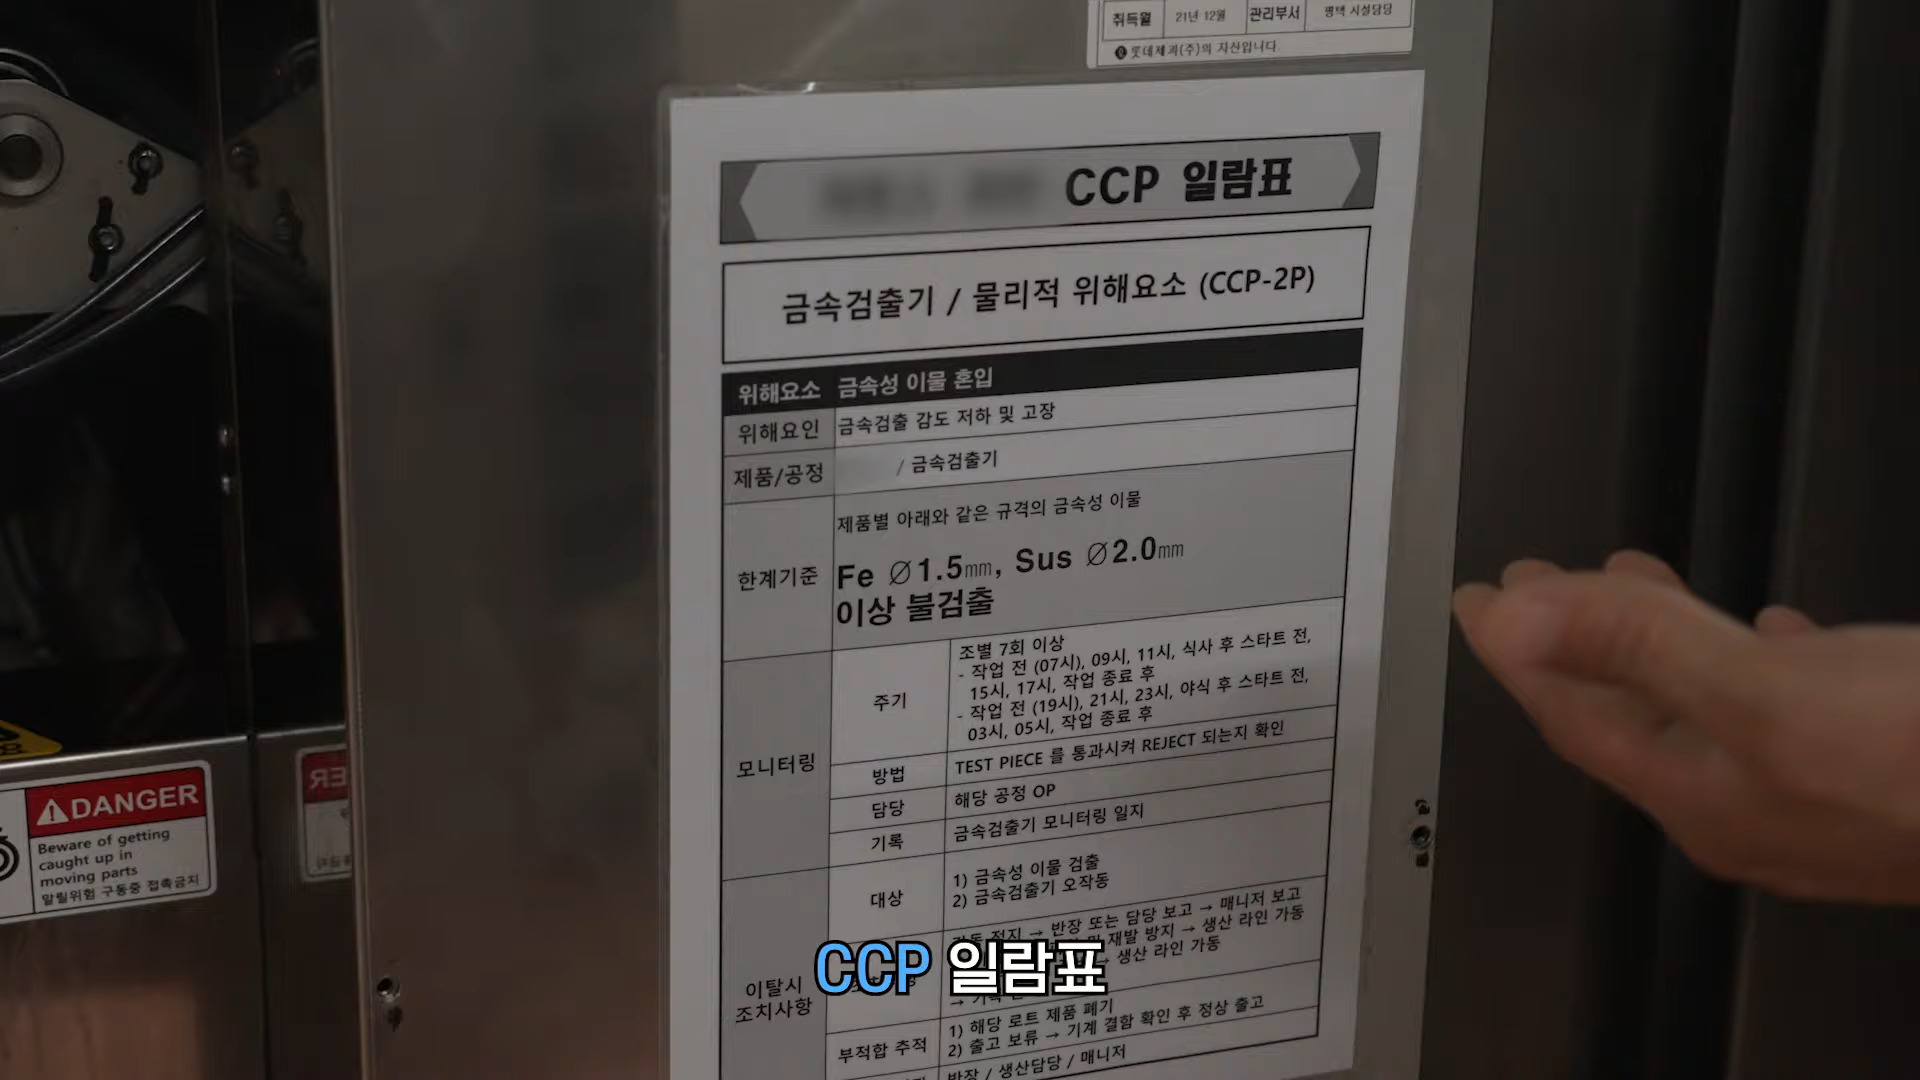 취득월 21년 12월 관리부서 평택 시설담당
롯데제과(주)의 자산입니다.
CCP 일람표
금속검출기 / 물리적 위해요소 (CCP-2P)
위해요소 금속성 이물 혼입
위해요인 금속검출 감도 저하 및 고장
제품/공정 / 금속검출기
한계기준
제품별 아래와 같은 규격의 금속성 이물
Fe ∅1.5mm, Sus ∅2.0mm
이상 불검출
모니터링
주기
조별 7회 이상
- 작업 전 (07시), 09시, 11시, 식사 후 스타트 전,
15시, 17시, 작업 종료 후
- 작업 전 (19시), 21시, 23시, 야식 후 스타트 전,
03시, 05시, 작업 종료 후
방법 TEST PIECE 를 통과시켜 REJECT 되는지 확인
담당 해당 공정 OP
기록 금속검출기 모니터링 일지
이탈시
조치사항
대상
1) 금속성 이물 검출
2) 금속검출기 오작동
정지 → 반장 또는 담당 보고 → 매니저 보고
및 재발 방지 → 생산 라인 가동
→ 생산 라인 가동
부적합 추적
1) 해당 로트 제품 폐기
2) 출고 보류 → 기계 결함 확인 후 정상 출고
반장 / 생산담당 / 매니저
DANGER
Beware of getting
caught up in
moving parts
말릴위험 구동중 접촉금지
CCP 일람표